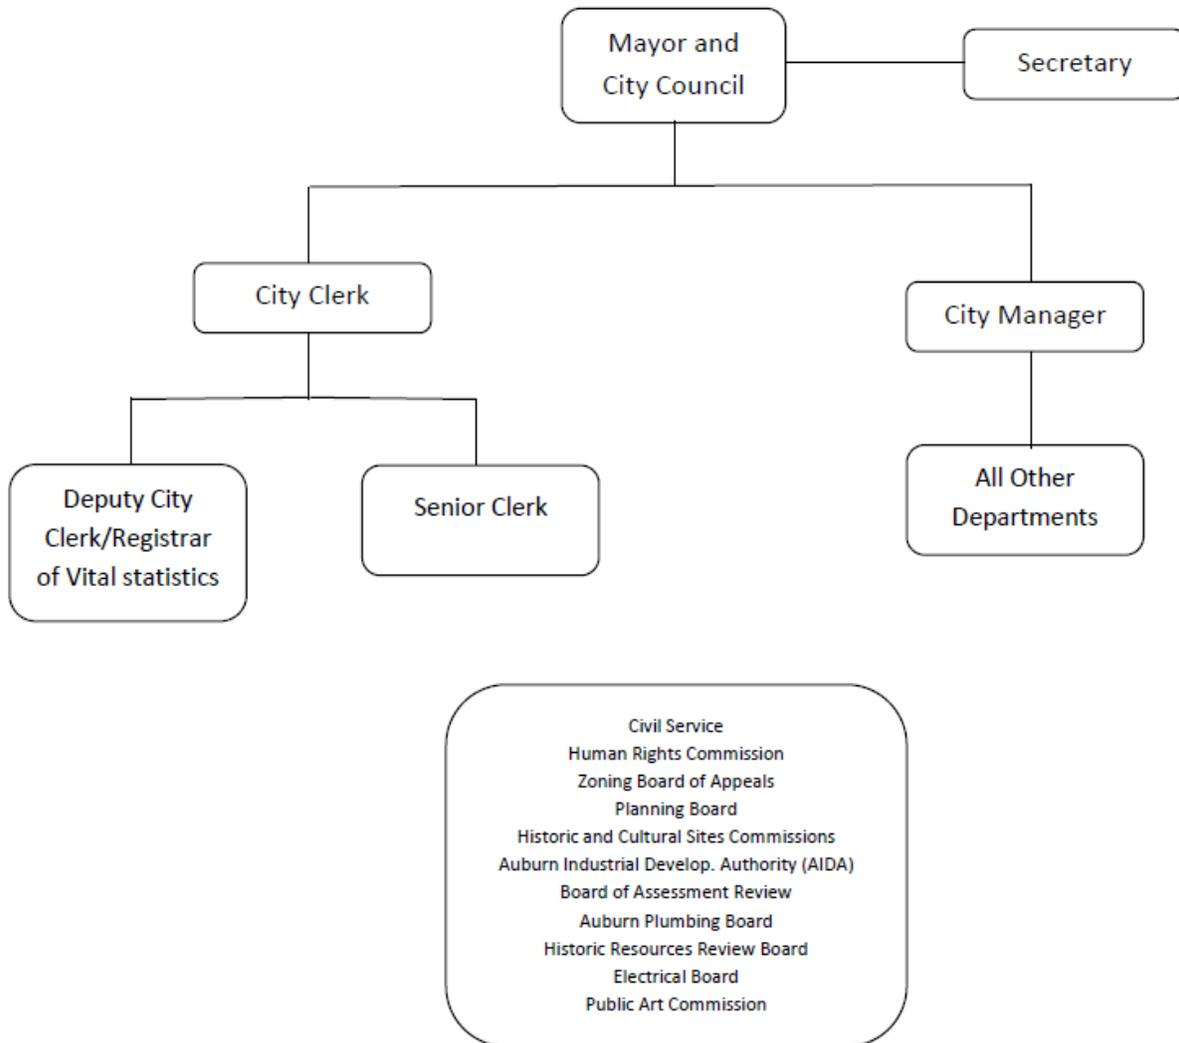 Mayor and
City Council
Secretary
City Clerk
City Manager
Deputy City
Clerk/Registrar
of Vital statistics
Senior Clerk
All Other
Departments
Civil Service
Human Rights Commission
Zoning Board of Appeals
Planning Board
Historic and Cultural Sites Commissions
Auburn Industrial Develop. Authority (AIDA)
Board of Assessment Review
Auburn Plumbing Board
Historic Resources Review Board
Electrical Board
Public Art Commission